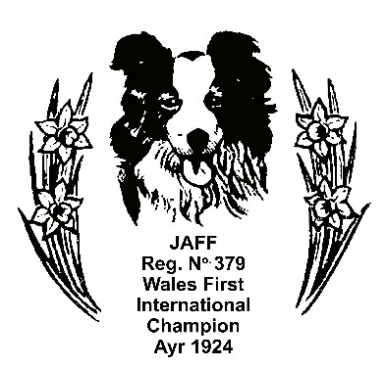 JAFF
Reg. Nº 379
Wales First
International
Champion
Ayr 1924